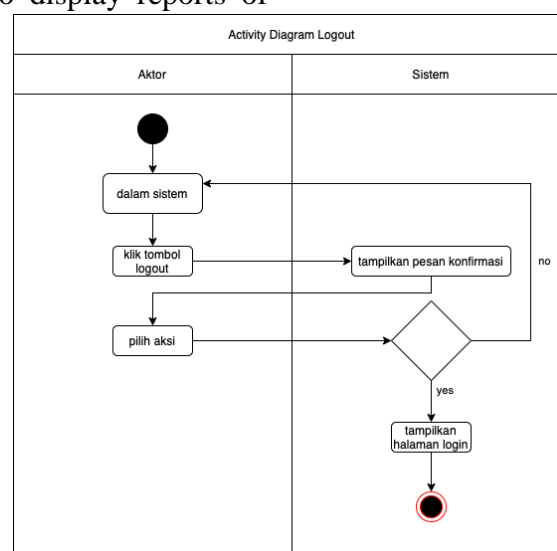 to display reports of
Activity Diagram Logout
Aktor
Sistem
dalam sistem
klik tombol
logout
tampilkan pesan konfirmasi
no
pilih aksi
yes
tampilkan
halaman login